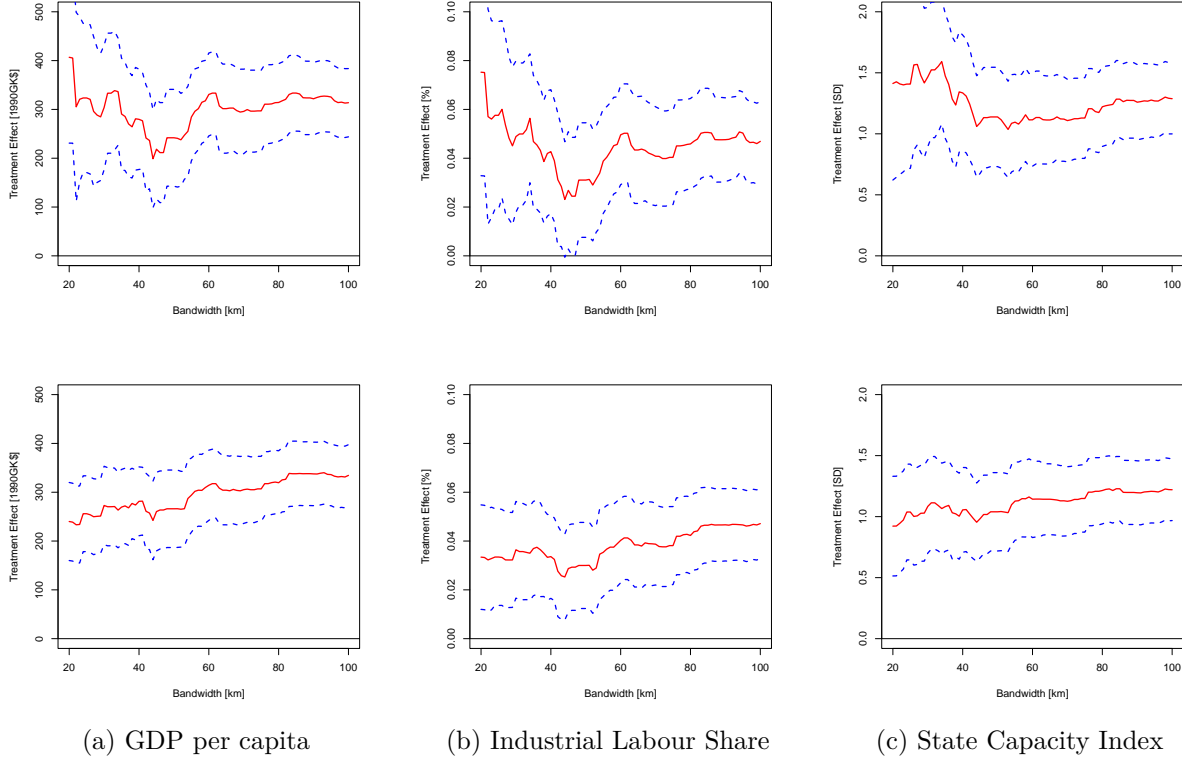 0 100 200 300 400 500
Treatment Effect [1990GK$]
20 40 60 80 100
Bandwidth [km]
0.00 0.02 0.04 0.06 0.08 0.10
Treatment Effect [%]
20 40 60 80 100
Bandwidth [km]
0.0 0.5 1.0 1.5 2.0
Treatment Effect [SD]
20 40 60 80 100
Bandwidth [km]
0 100 200 300 400 500
Treatment Effect [1990GK$]
20 40 60 80 100
Bandwidth [km]
0.00 0.02 0.04 0.06 0.08 0.10
Treatment Effect [%]
20 40 60 80 100
Bandwidth [km]
0.0 0.5 1.0 1.5 2.0
Treatment Effect [SD]
20 40 60 80 100
Bandwidth [km]
(a) GDP per capita
(b) Industrial Labour Share
(c) State Capacity Index